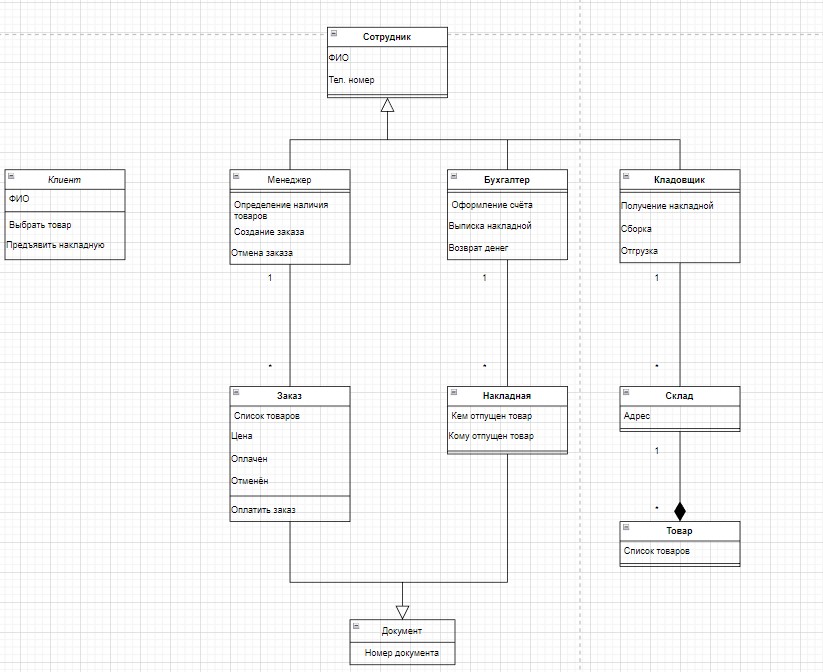 Сотрудник
ФИО
Тел. номер
Клиент
ФИО
Выбрать товар
Предъявить накладную
Менеджер
Определение наличия
товаров
Создание заказа
Отмена заказа
Бухгалтер
Оформление счёта
Выписка накладной
Возврат денег
Кладовщик
Получение накладной
Сборка
Отгрузка
1
1
1
*
*
*
Заказ
Список товаров
Цена
Оплачен
Отменён
Оплатить заказ
Накладная
Кем отпущен товар
Кому отпущен товар
Склад
Адрес
1
*
Товар
Список товаров
Документ
Номер документа